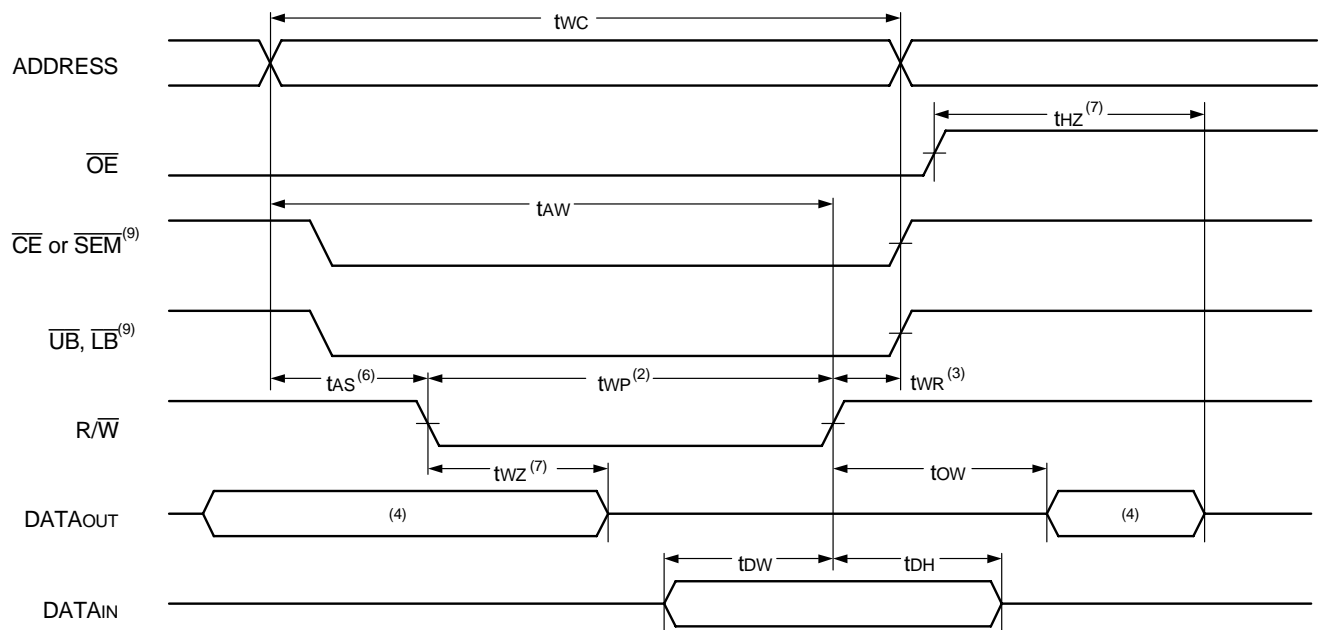 tWC
ADDRESS
tHZ(7)
OE
tAW
CE or SEM(9)
UB, LB(9)
tAS(6) tWP(2) tWR(3)
R/W
tWZ(7) tOW
DATAOUT (4) (4)
tDW tDH
DATAIN